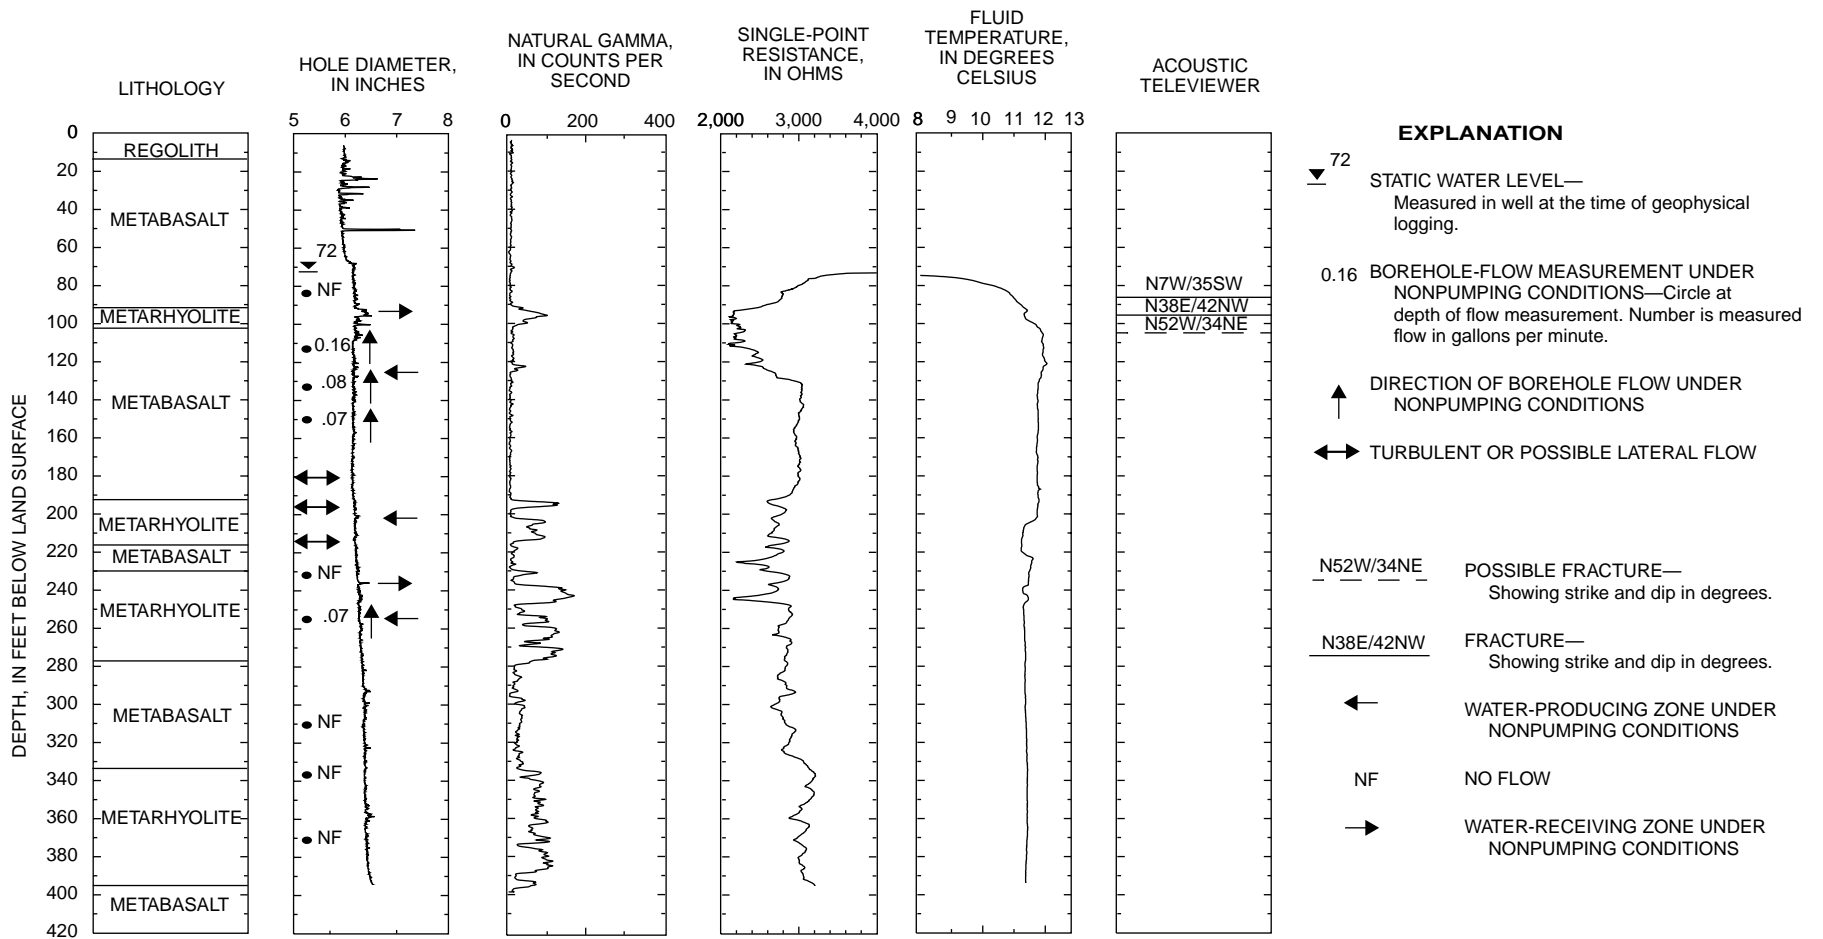 LITHOLOGY
HOLE DIAMETER,
IN INCHES
NATURAL GAMMA,
IN COUNTS PER
SECOND
SINGLE-POINT
RESISTANCE,
IN OHMS
FLUID
TEMPERATURE,
IN DEGREES
CELSIUS
ACOUSTIC
TELEVIEWER
5 6 7 8
0 200 400
2,000 3,000 4,000
8 9 10 11 12 13
DEPTH, IN FEET BELOW LAND SURFACE
0
20
40
60
80
100
120
140
160
180
200
220
240
260
280
300
320
340
360
380
400
420
REGOLITH
METABASALT
METARHYOLITE
METABASALT
METARHYOLITE
METABASALT
METARHYOLITE
METABASALT
METARHYOLITE
METABASALT
72
NF
0.16
.08
.07
NF
.07
NF
NF
NF
N7W/35SW
N38E/42NW
N52W/34NE
EXPLANATION
72
STATIC WATER LEVEL—
Measured in well at the time of geophysical
logging.
0.16 BOREHOLE-FLOW MEASUREMENT UNDER
NONPUMPING CONDITIONS—Circle at
depth of flow measurement. Number is measured
flow in gallons per minute.
DIRECTION OF BOREHOLE FLOW UNDER
NONPUMPING CONDITIONS
TURBULENT OR POSSIBLE LATERAL FLOW
N52W/34NE POSSIBLE FRACTURE—
Showing strike and dip in degrees.
N38E/42NW FRACTURE—
Showing strike and dip in degrees.
WATER-PRODUCING ZONE UNDER
NONPUMPING CONDITIONS
NF NO FLOW
WATER-RECEIVING ZONE UNDER
NONPUMPING CONDITIONS